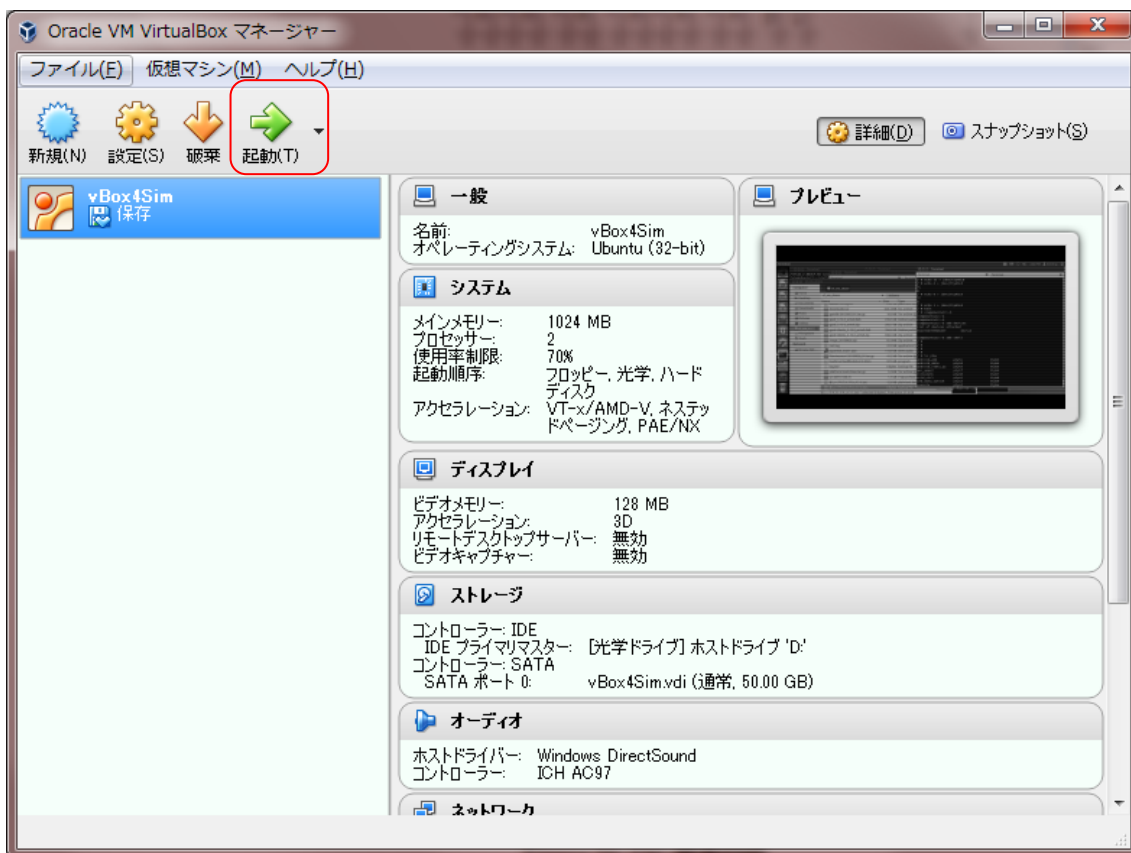 Oracle VM VirtualBox マネージャー
ファイル(F) 仮想マシン(M) ヘルプ(H)
新規(N) 設定(S) 破棄 起動(T) 詳細(D) スナップショット(S)
vBox4Sim
保存
一般
名前: vBox4Sim
オペレーティングシステム: Ubuntu (32-bit)
プレビュー
システム
メインメモリー: 1024 MB
プロセッサー: 2
使用率制限: 70%
起動順序: フロッピー, 光学, ハード
ディスク
アクセラレーション: VT-x/AMD-V, ネステッ
ドページング, PAE/NX
ディスプレイ
ビデオメモリー: 128 MB
アクセラレーション: 3D
リモートデスクトップサーバー: 無効
ビデオキャプチャー: 無効
ストレージ
コントローラー: IDE
IDE プライマリマスター: [光学ドライブ] ホストドライブ 'D:'
コントローラー: SATA
SATA ポート 0: vBox4Sim.vdi (通常, 50.00 GB)
オーディオ
ホストドライバー: Windows DirectSound
コントローラー: ICH AC97
ネットワーク